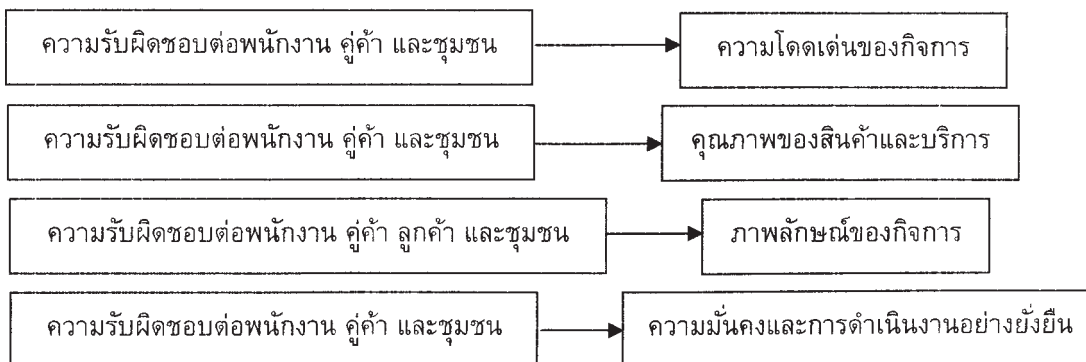 ความรับผิดชอบต่อพนักงาน คู่ค้า และชุมชน
ความโดดเด่นของกิจการ
ความรับผิดชอบต่อพนักงาน คู่ค้า และชุมชน
คุณภาพของสินค้าและบริการ
ความรับผิดชอบต่อพนักงาน คู่ค้า ลูกค้า และชุมชน
ภาพลักษณ์ของกิจการ
ความรับผิดชอบต่อพนักงาน คู่ค้า และชุมชน
ความมั่นคงและการดำเนินงานอย่างยั่งยืน